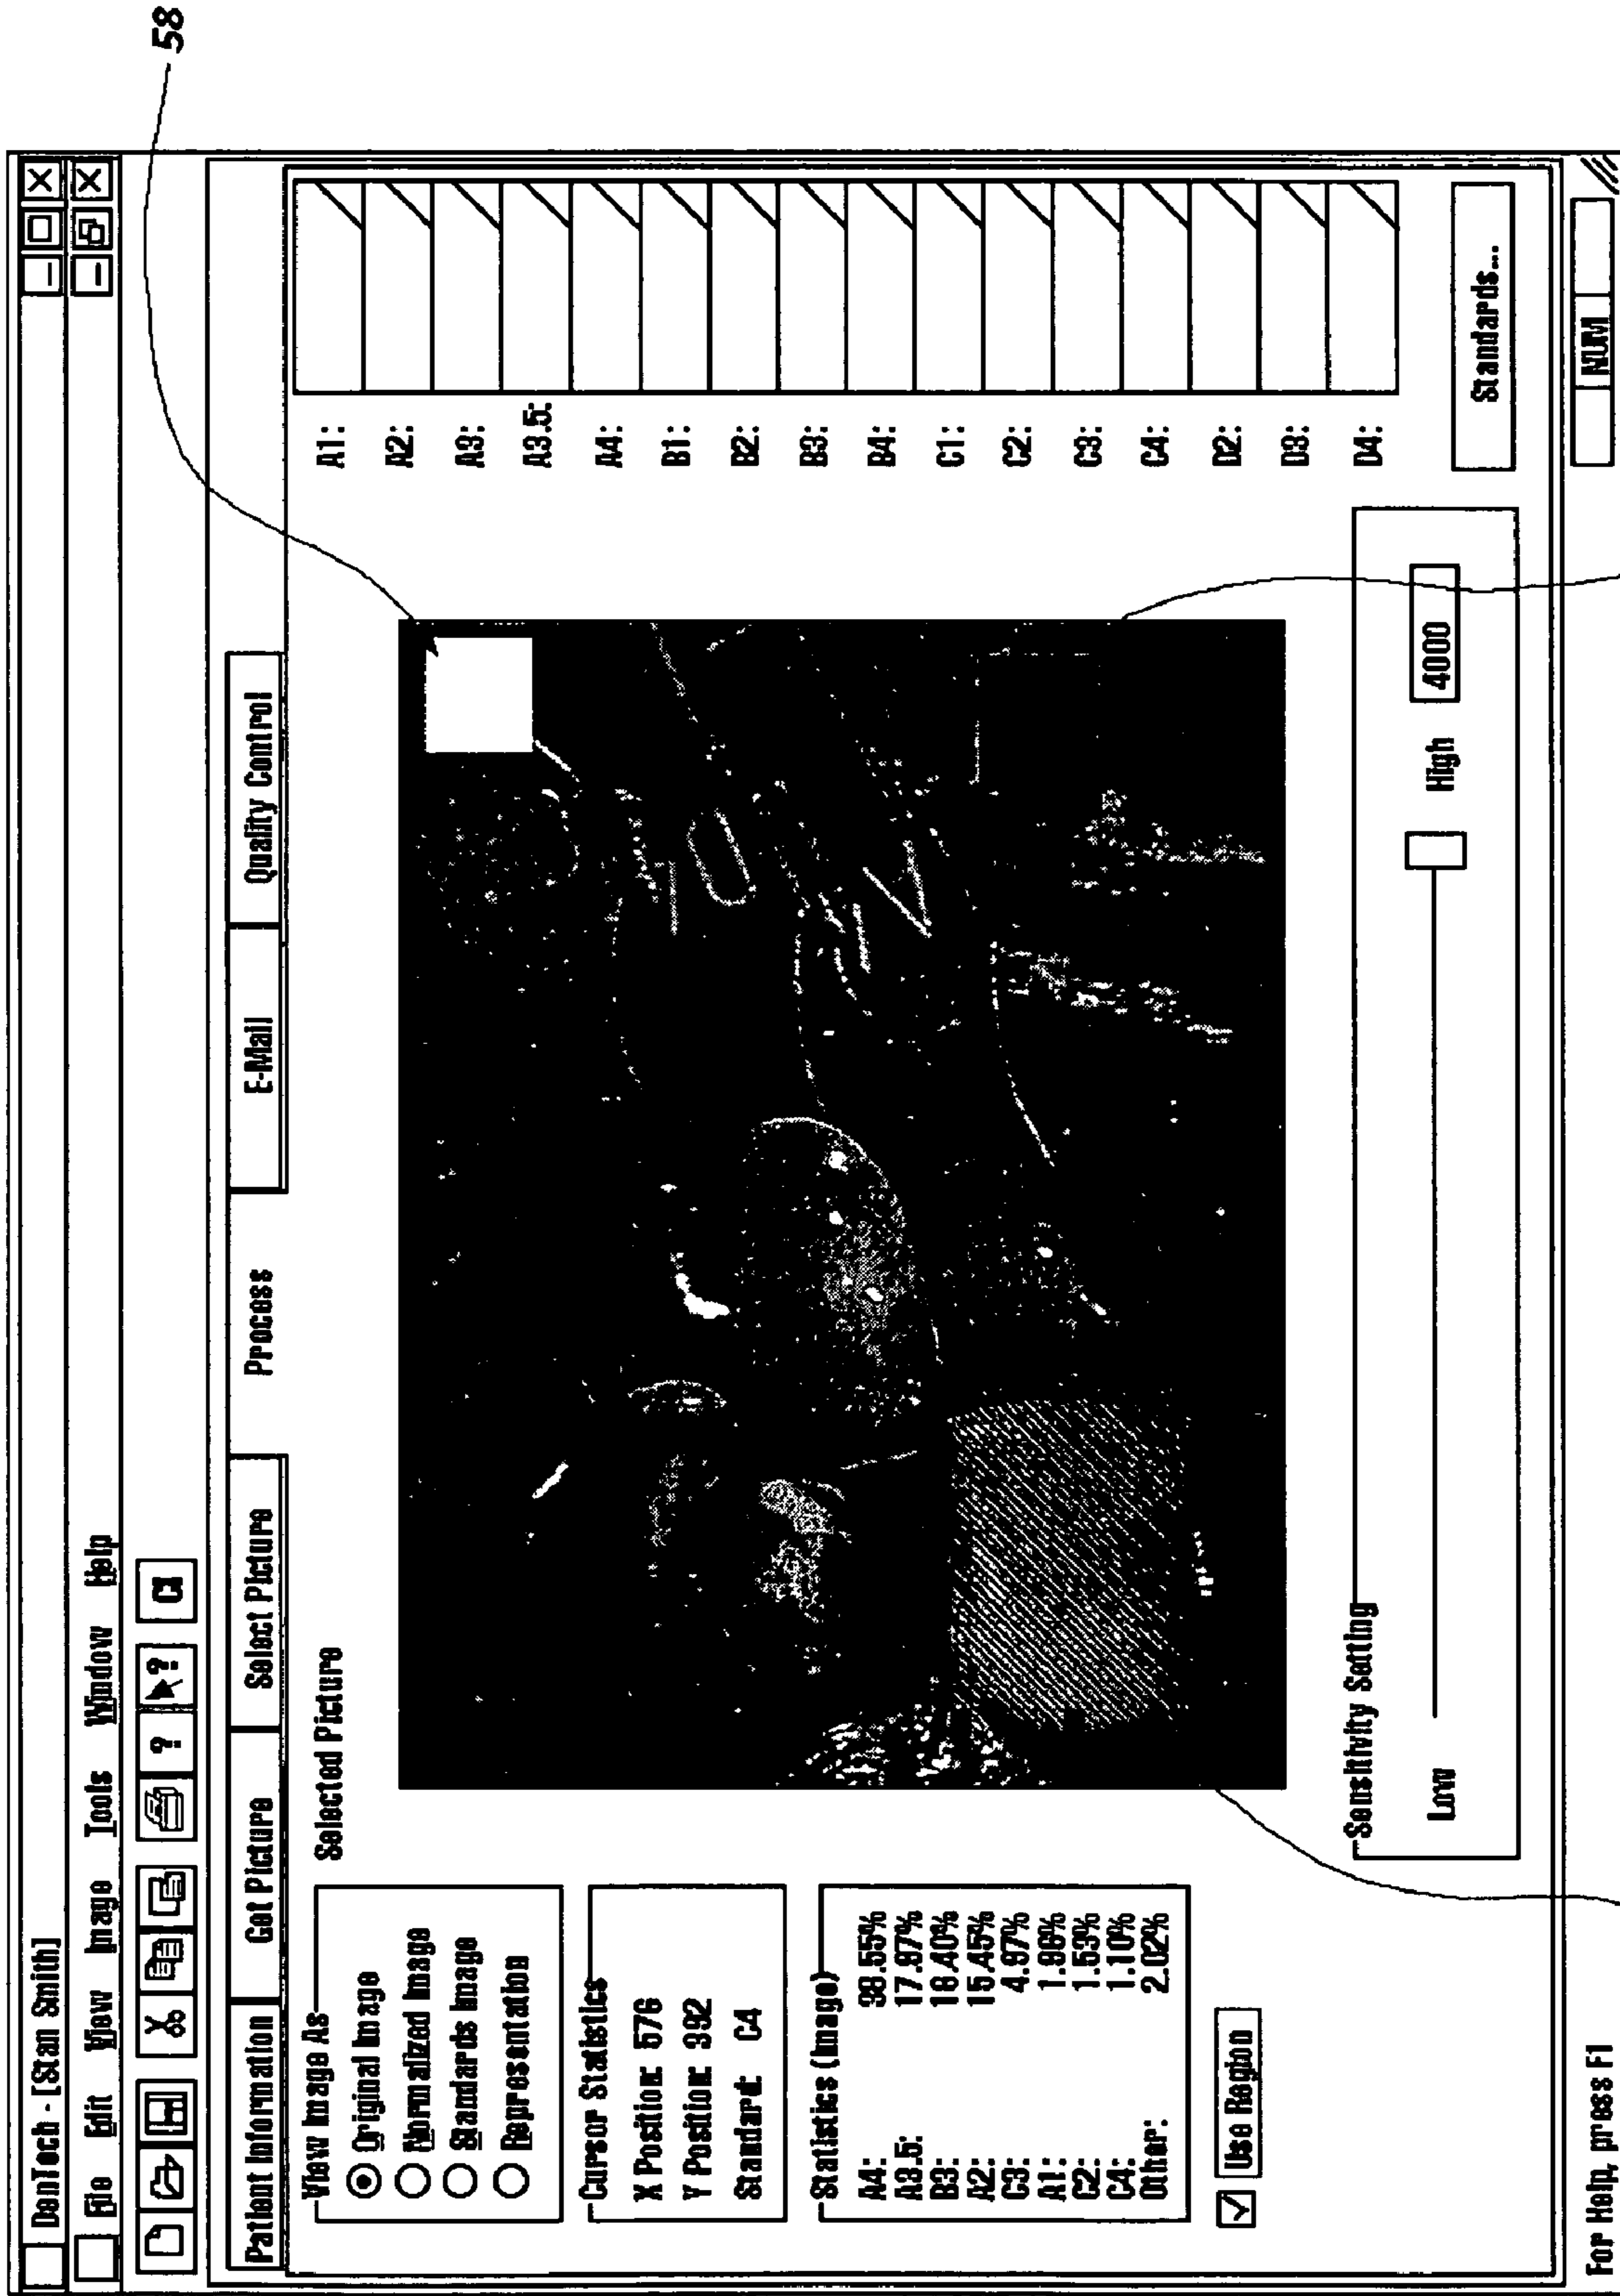 DenTech - [Stan Smith]
File Edit View Image Tools Window Help
Patient Information Get Picture Select Picture Process E-Mail Quality Control
View Image As
Original Image
Normalized Image
Standards Image
Representation
Selected Picture
Cursor Statistics
X Position: 576
Y Position: 392
Standard: C4
Statistics (Image)
A4: 38.55%
A3.5: 17.97%
B3: 16.40%
A2: 15.45%
C3: 4.97%
A1: 1.98%
C2: 1.53%
C4: 1.10%
Other: 2.02%
Use Region
Sensitivity Setting
Low High 4000
A1:
A2:
A3:
A3.5:
A4:
B1:
B2:
B3:
B4:
C1:
C2:
C3:
C4:
D2:
D3:
D4:
Standards...
For Help, press F1
NUM
58